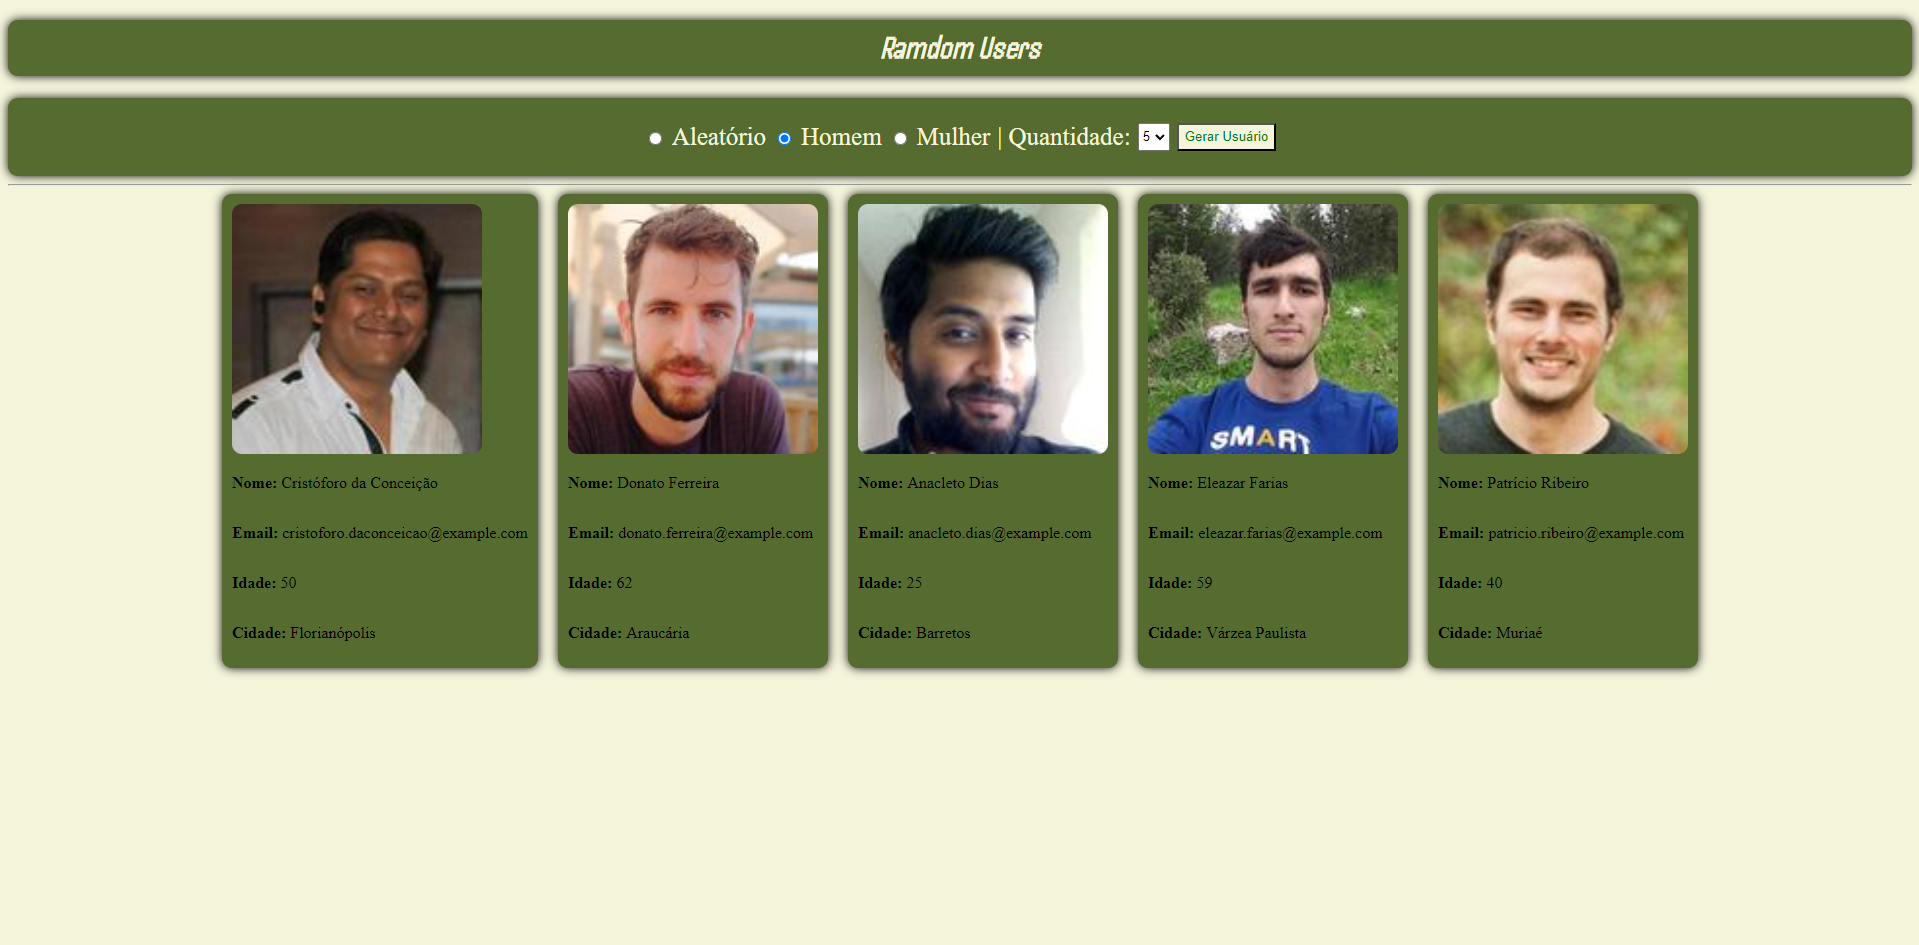 Ramdom Users
Aleatório Homem Mulher | Quantidade: 5 Gerar Usuário
SMART
Nome: Cristóforo da Conceição
Email: cristoforo.daconceicao@example.com
Idade: 50
Cidade: Florianópolis
Nome: Donato Ferreira
Email: donato.ferreira@example.com
Idade: 62
Cidade: Araucária
Nome: Anacleto Dias
Email: anacleto.dias@example.com
Idade: 25
Cidade: Barretos
Nome: Eleazar Farias
Email: eleazar.farias@example.com
Idade: 59
Cidade: Várzea Paulista
Nome: Patrício Ribeiro
Email: patricio.ribeiro@example.com
Idade: 40
Cidade: Muriaé